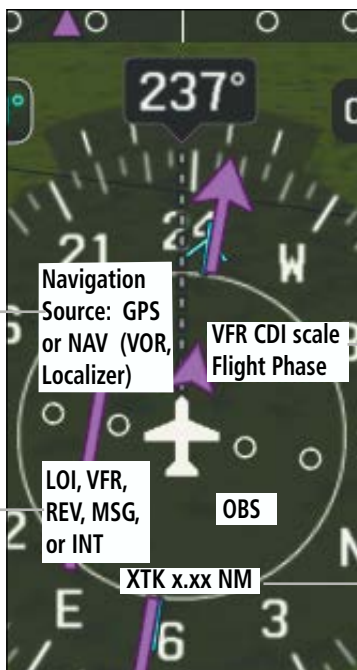 237°
21
24
W
Navigation
Source: GPS
or NAV (VOR,
Localizer)
VFR CDI scale
Flight Phase
LOI, VFR,
REV, MSG,
or INT
OBS
XTK x.xx NM
N
E
6
3